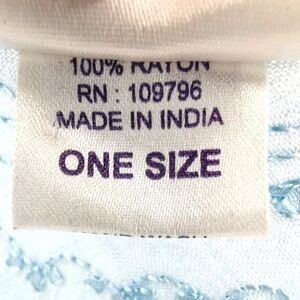 100% RAYON
RN : 109796
MADE IN INDIA
ONE SIZE